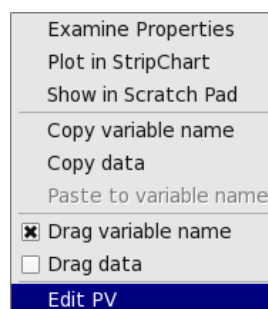 Examine Properties
Plot in StripChart
Show in Scratch Pad
Copy variable name
Copy data
Paste to variable name
Drag variable name
Drag data
Edit PV